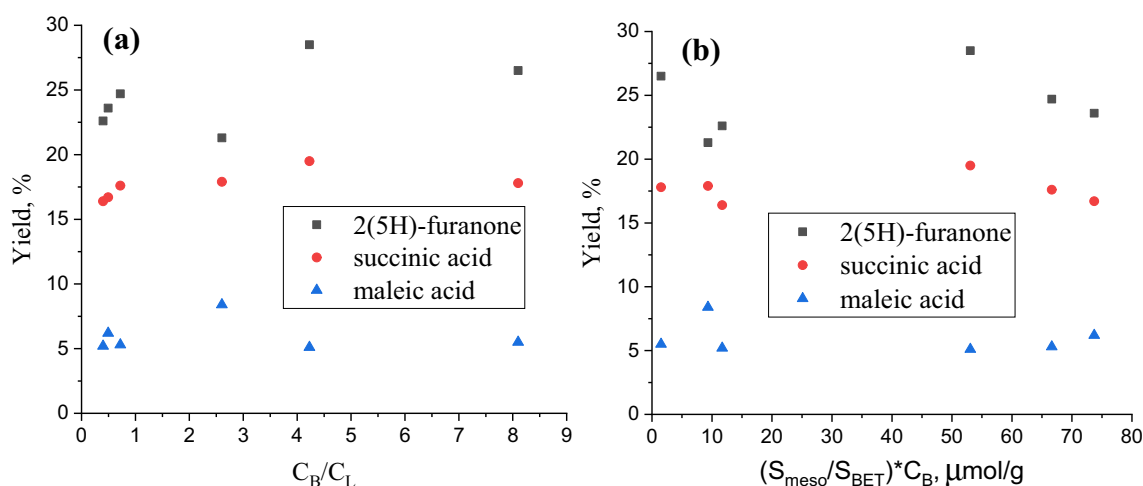 (a)
30
25
20
15
10
5
0
Yield, %
2(5H)-furanone
succinic acid
maleic acid
0 1 2 3 4 5 6 7 8 9
C_B/C_L
(b)
30
25
20
15
10
5
0
Yield, %
2(5H)-furanone
succinic acid
maleic acid
0 10 20 30 40 50 60 70 80
(S_meso/S_BET)*C_B, μmol/g